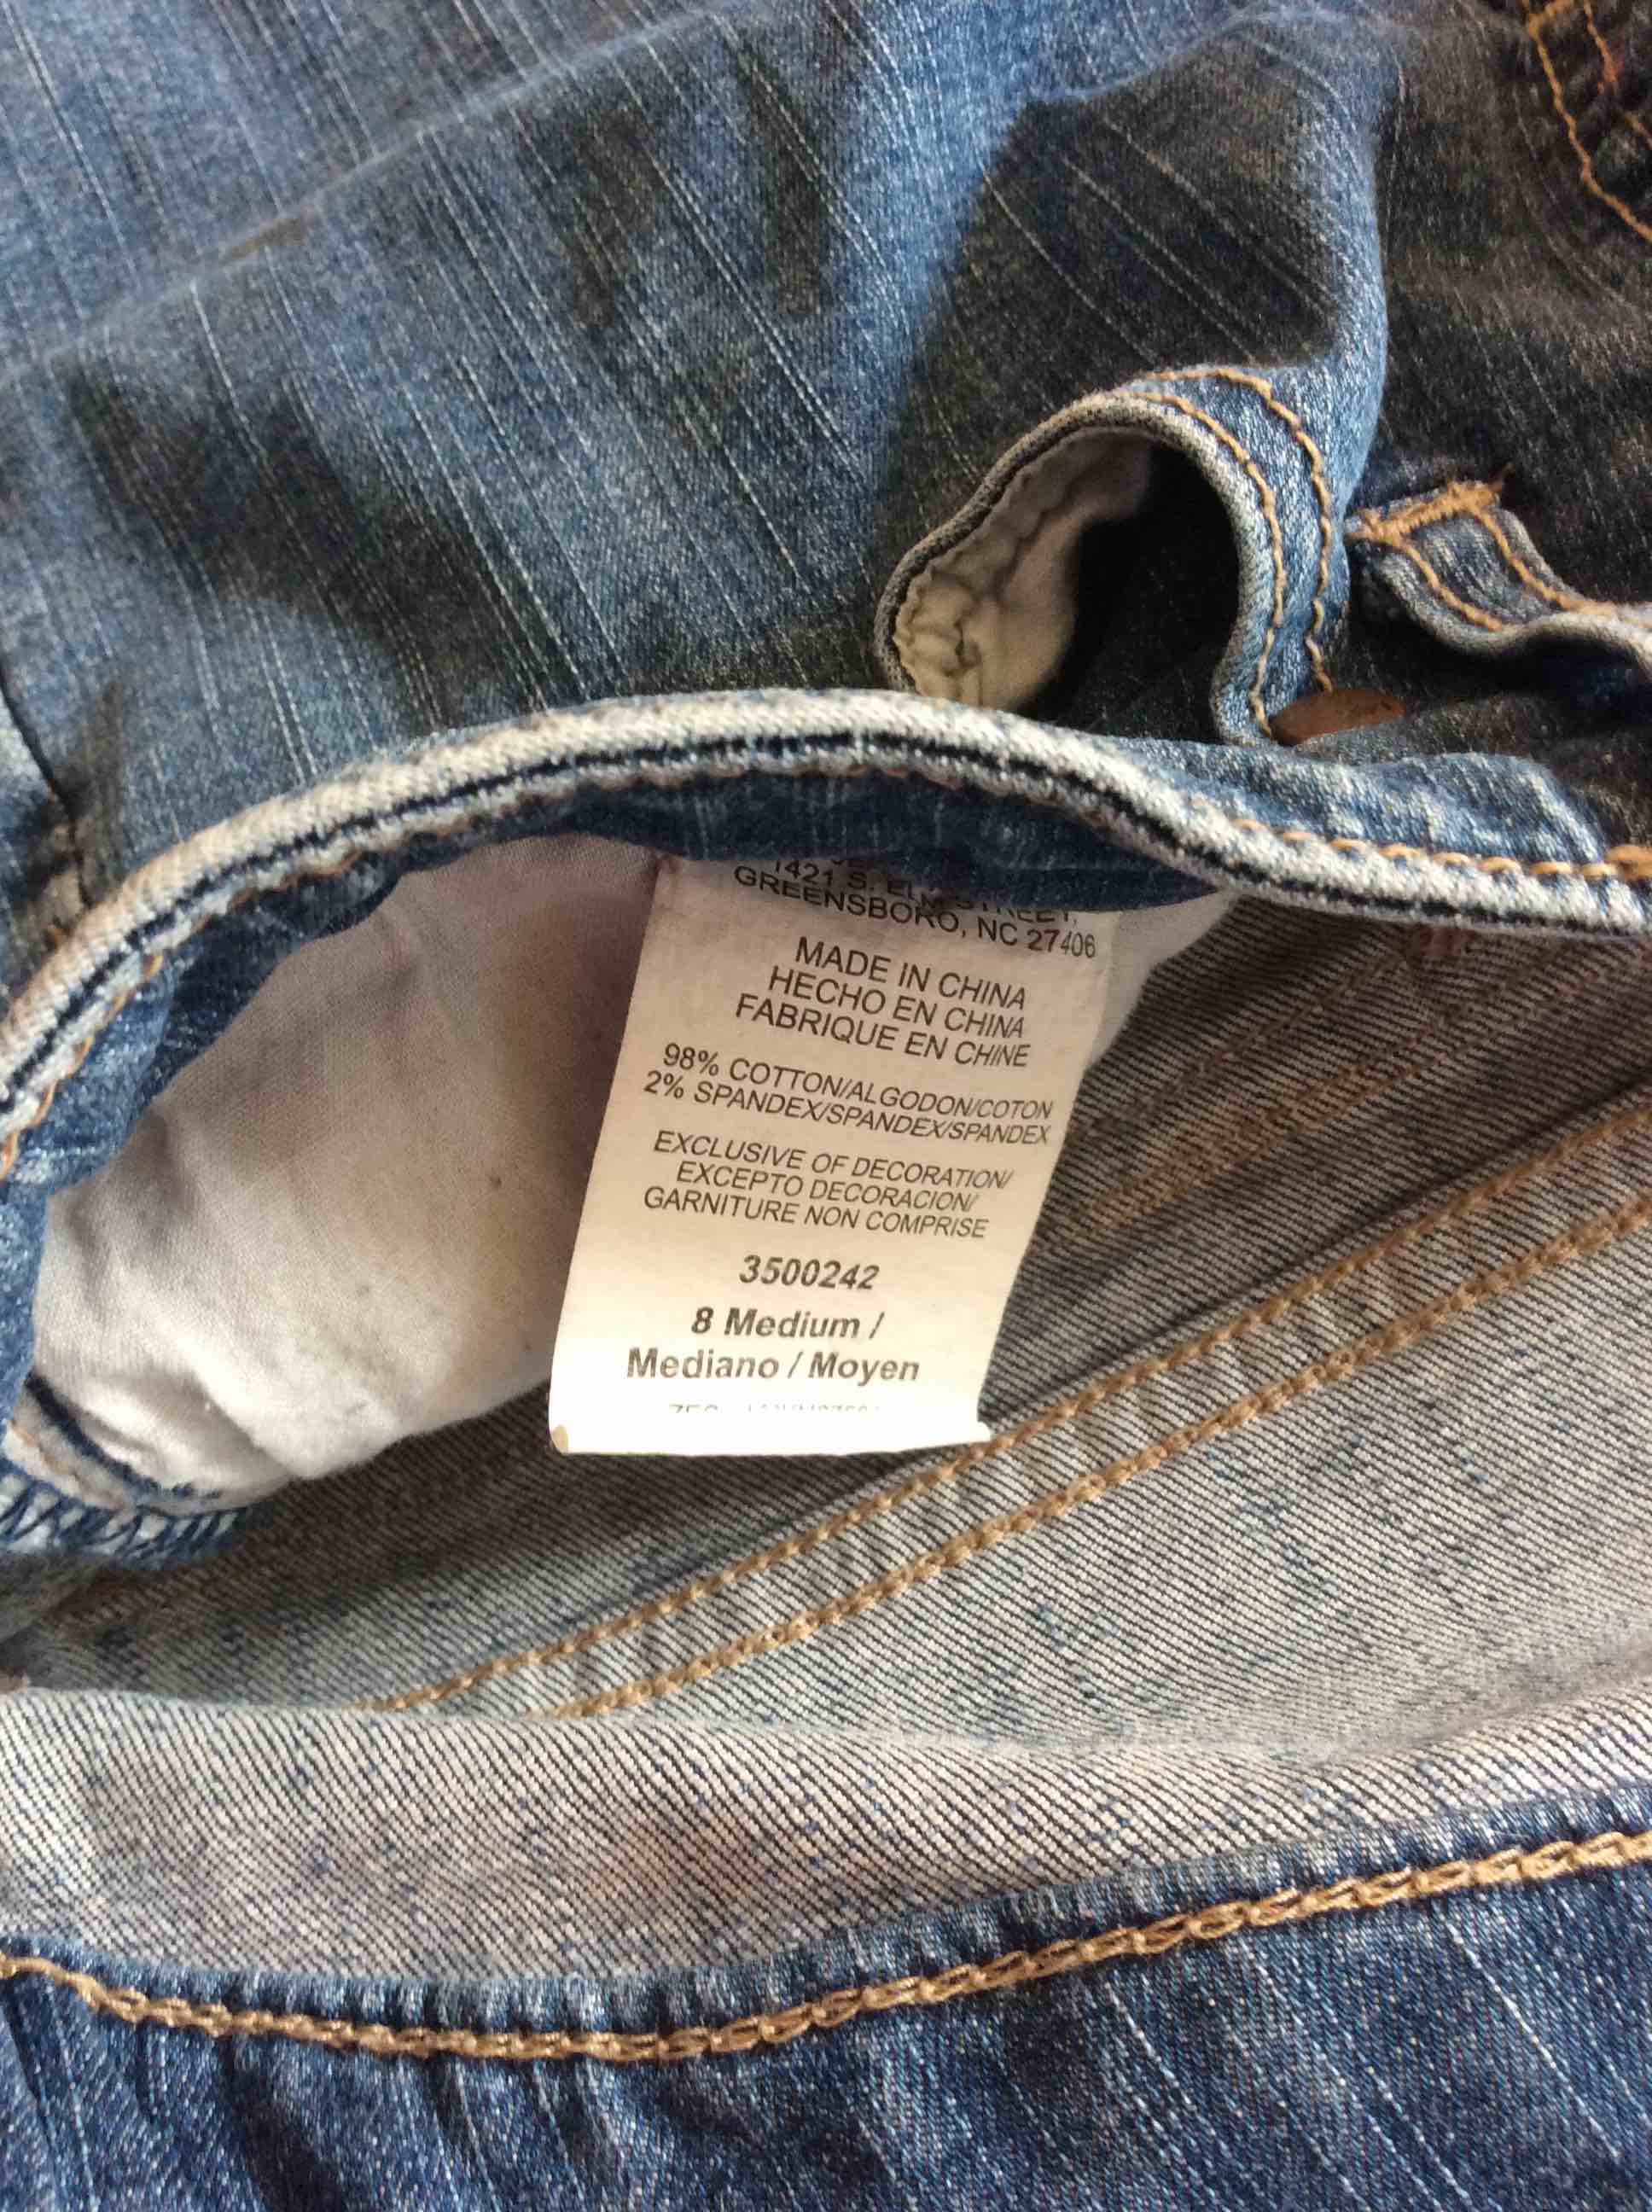 1421 S. ELM STREET,
GREENSBORO, NC 27406
MADE IN CHINA
HECHO EN CHINA
FABRIQUE EN CHINE
98% COTTON/ALGODON/COTON
2% SPANDEX/SPANDEX/SPANDEX
EXCLUSIVE OF DECORATION/
EXCEPTO DECORACION/
GARNITURE NON COMPRISE
3500242
8 Medium /
Mediano / Moyen